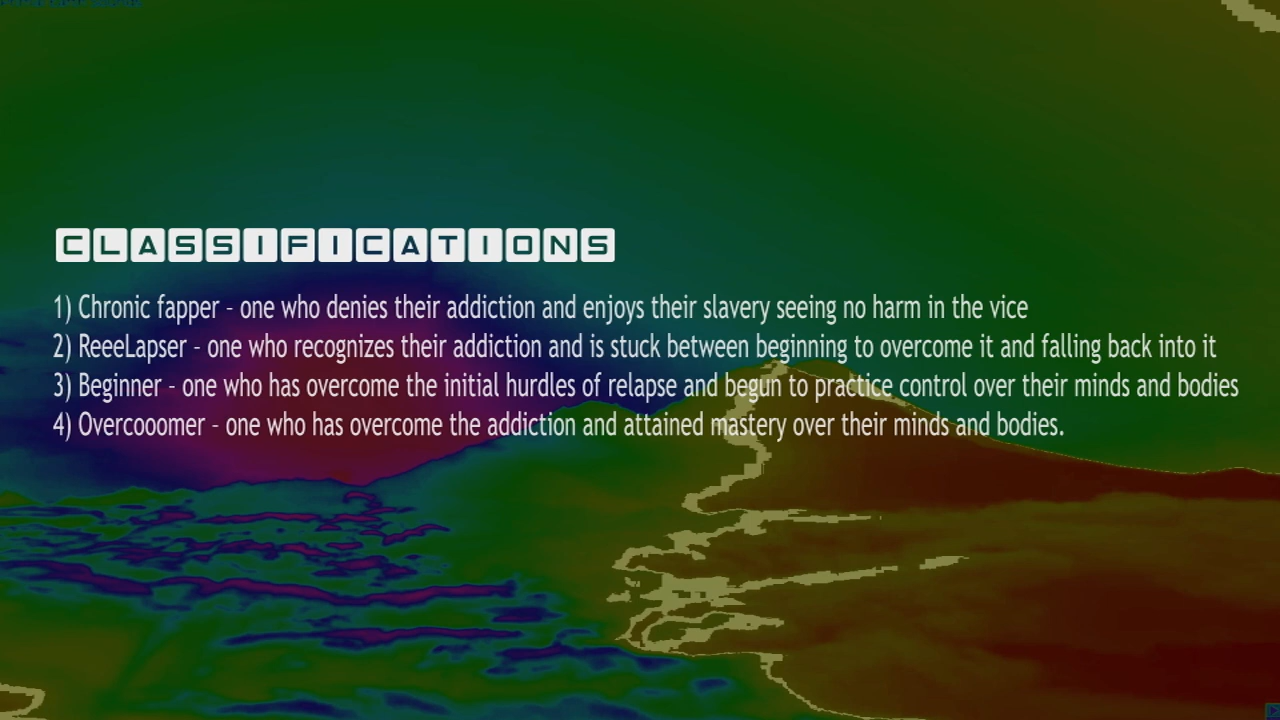 CLASSIFICATIONS
1) Chronic fapper - one who denies their addiction and enjoys their slavery seeing no harm in the vice
2) ReeeLapser - one who recognizes their addiction and is stuck between beginning to overcome it and falling back into it
3) Beginner - one who has overcome the initial hurdles of relapse and begun to practice control over their minds and bodies
4) Overcooomer - one who has overcome the addiction and attained mastery over their minds and bodies.